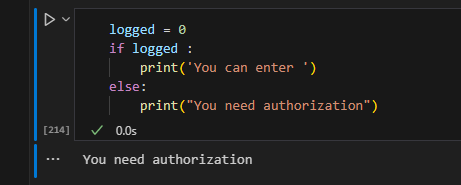 logged = 0
if logged :
    print('You can enter ')
else:
    print("You need authorization")
[214] 0.0s
... You need authorization